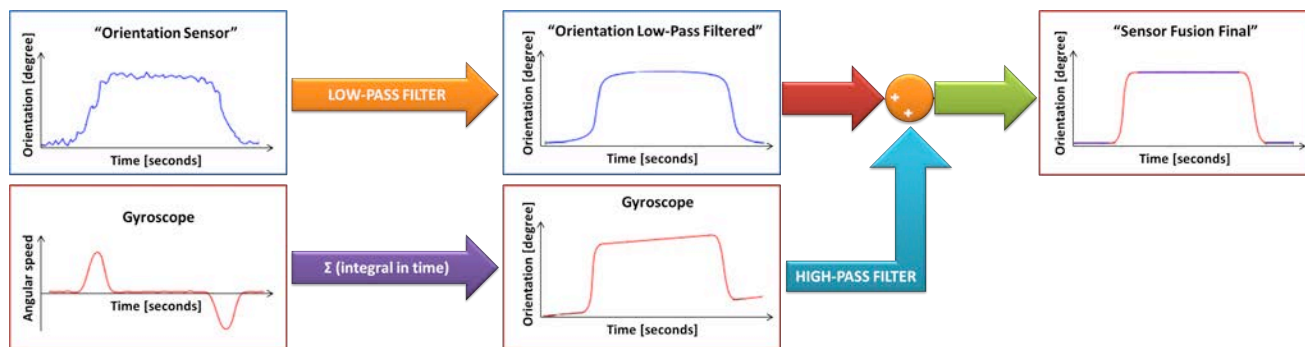 “Orientation Sensor”
Orientation [degree]
Time [seconds]
LOW-PASS FILTER
“Orientation Low-Pass Filtered”
Orientation [degree]
Time [seconds]
+
+
“Sensor Fusion Final”
Orientation [degree]
Time [seconds]
Gyroscope
Angular speed
Time [seconds]
Σ (integral in time)
Gyroscope
Orientation [degree]
Time [seconds]
HIGH-PASS FILTER